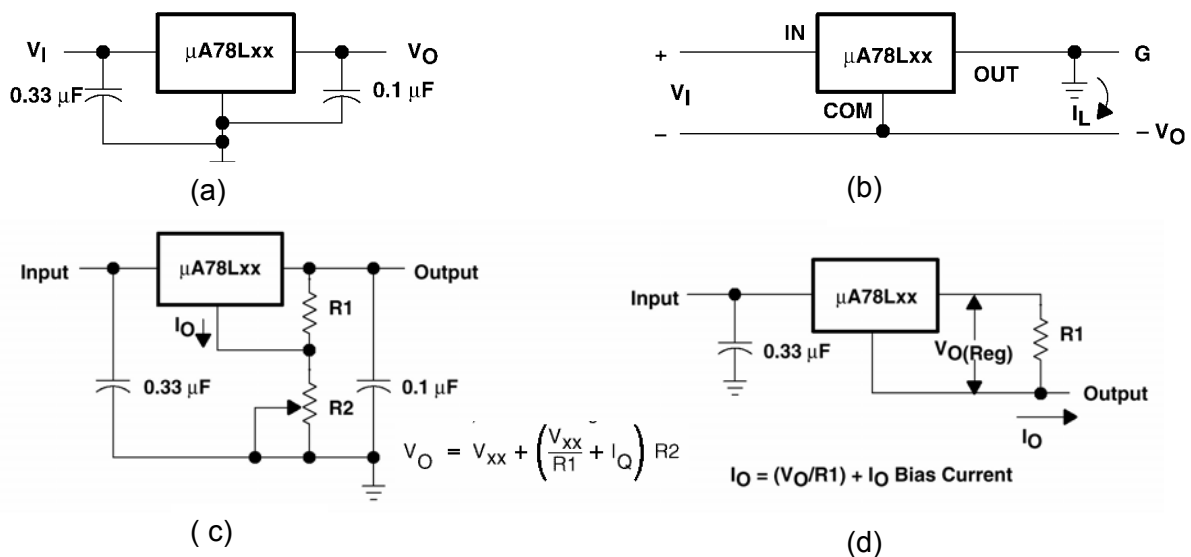 V_I
μA78Lxx
V_O
0.33 μF
0.1 μF
(a)
IN
μA78Lxx
+
OUT
G
V_I
COM
I_L
–
– V_O
(b)
Input
μA78Lxx
Output
R1
I_O
0.33 μF
R2
0.1 μF
V_O = V_xx + (V_xx/R1 + I_Q) R2
( c)
Input
μA78Lxx
0.33 μF
V_O(Reg)
R1
Output
I_O
I_O = (V_O/R1) + I_O Bias Current
(d)